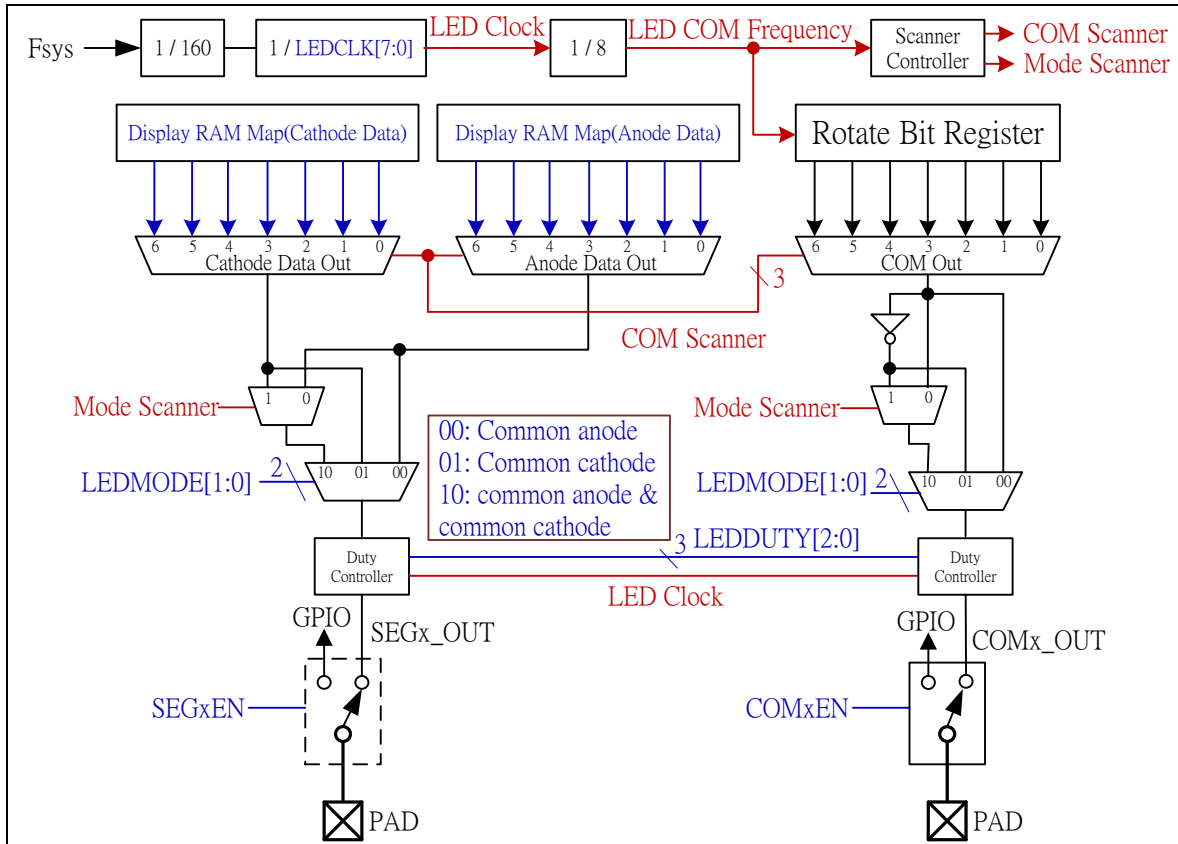 Fsys
1 / 160
1 / LEDCLK[7:0]
LED Clock
1 / 8
LED COM Frequency
Scanner
Controller
COM Scanner
Mode Scanner
Display RAM Map(Cathode Data)
Display RAM Map(Anode Data)
Rotate Bit Register
6 5 4 3 2 1 0
Cathode Data Out
6 5 4 3 2 1 0
Anode Data Out
6 5 4 3 2 1 0
COM Out
3
COM Scanner
1 0
Mode Scanner
1 0
Mode Scanner
00: Common anode
01: Common cathode
10: common anode &
common cathode
10 01 00
2
LEDMODE[1:0]
10 01 00
2
LEDMODE[1:0]
Duty
Controller
3
LEDDUTY[2:0]
LED Clock
Duty
Controller
GPIO
SEGx_OUT
SEGxEN
PAD
GPIO
COMx_OUT
COMxEN
PAD